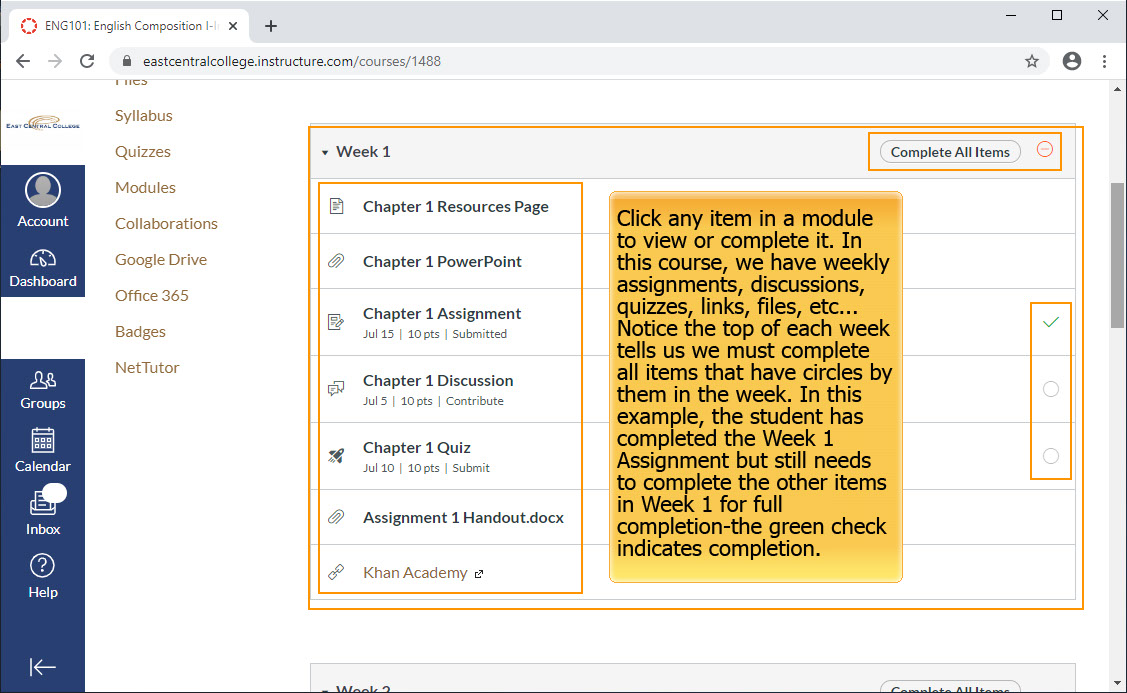 ENG101: English Composition I-I
eastcentralcollege.instructure.com/courses/1488
Files
EAST CENTRAL COLLEGE
Account
Dashboard
Groups
Calendar
Inbox
Help
Syllabus
Quizzes
Modules
Collaborations
Google Drive
Office 365
Badges
NetTutor
Week 1
Complete All Items
Chapter 1 Resources Page
Chapter 1 PowerPoint
Chapter 1 Assignment
Jul 15 | 10 pts | Submitted
Chapter 1 Discussion
Jul 5 | 10 pts | Contribute
Chapter 1 Quiz
Jul 10 | 10 pts | Submit
Assignment 1 Handout.docx
Khan Academy
Click any item in a module
to view or complete it. In
this course, we have weekly
assignments, discussions,
quizzes, links, files, etc...
Notice the top of each week
tells us we must complete
all items that have circles by
them in the week. In this
example, the student has
completed the Week 1
Assignment but still needs
to complete the other items
in Week 1 for full
completion-the green check
indicates completion.
Week 2
Complete All Items